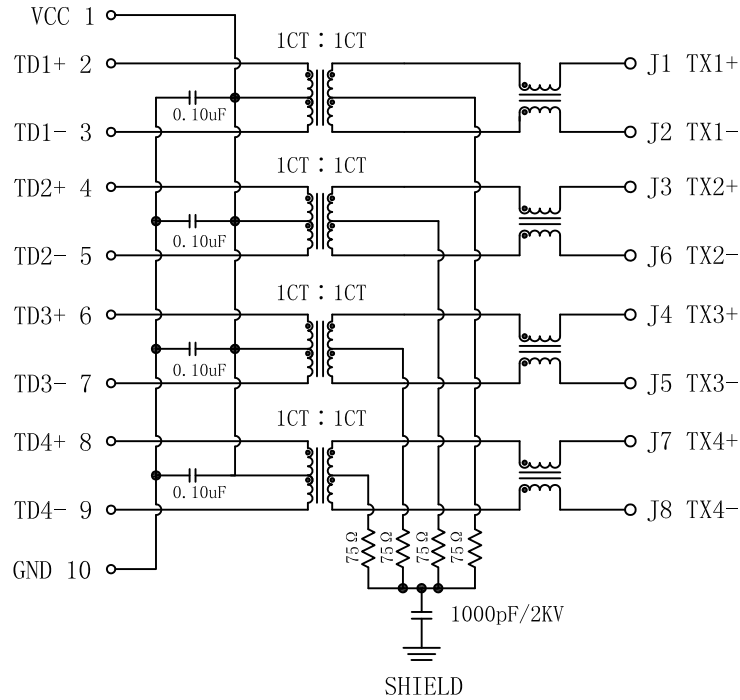 VCC 1
1CT : 1CT
TD1+ 2
J1 TX1+
0.10uF
TD1- 3
J2 TX1-
1CT : 1CT
TD2+ 4
J3 TX2+
0.10uF
TD2- 5
J6 TX2-
1CT : 1CT
TD3+ 6
J4 TX3+
0.10uF
TD3- 7
J5 TX3-
1CT : 1CT
TD4+ 8
J7 TX4+
0.10uF
TD4- 9
J8 TX4-
75Ω
75Ω
75Ω
75Ω
GND 10
1000pF/2KV
SHIELD